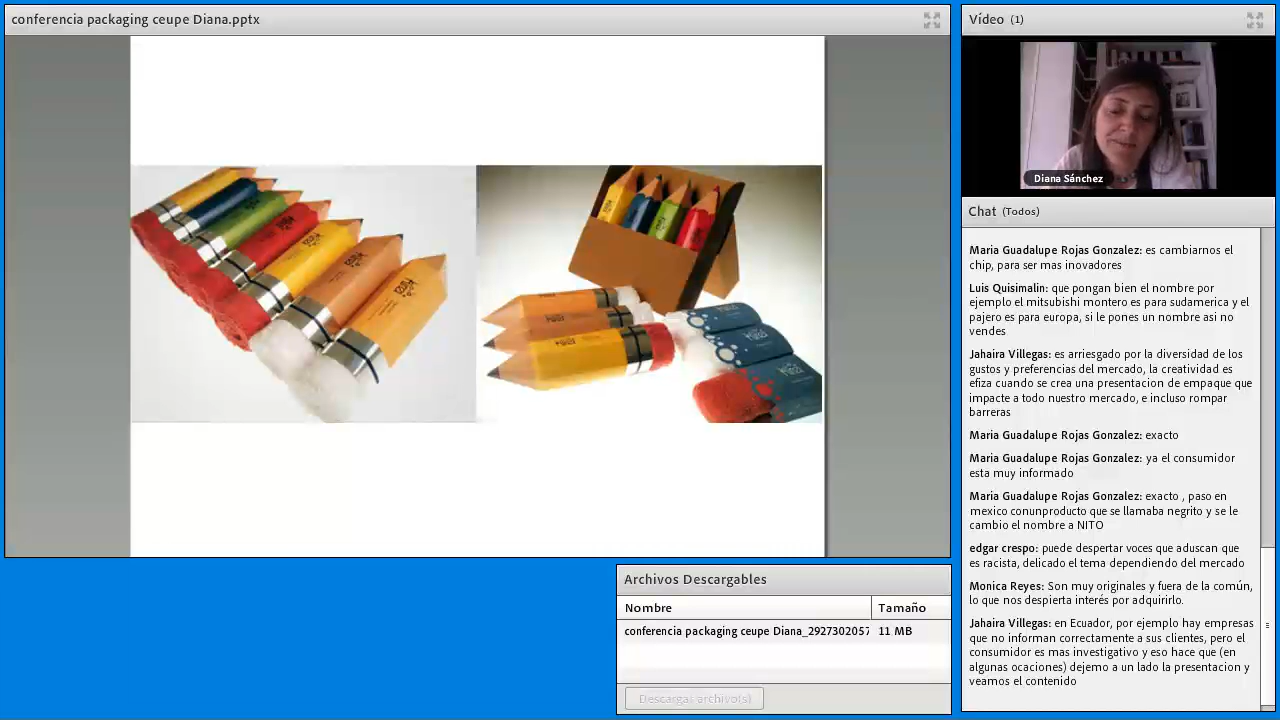 conferencia packaging ceupe Diana.pptx
Vídeo (1)
Diana Sánchez
Chat (Todos)
Maria Guadalupe Rojas Gonzalez: es cambiarnos el
chip, para ser mas inovadores
Luis Quisimalin: que pongan bien el nombre por
ejemplo el mitsubishi montero es para sudamerica y el
pajero es para europa, si le pones un nombre asi no
vendes
Jahaira Villegas: es arriesgado por la diversidad de los
gustos y preferencias del mercado, la creatividad es
efiza cuando se crea una presentacion de empaque que
impacte a todo nuestro mercado, e incluso rompar
barreras
Maria Guadalupe Rojas Gonzalez: exacto
Maria Guadalupe Rojas Gonzalez: ya el consumidor
esta muy informado
Maria Guadalupe Rojas Gonzalez: exacto , paso en
mexico conunproducto que se llamaba negrito y se le
cambio el nombre a NITO
edgar crespo: puede despertar voces que aduscan que
es racista, delicado el tema dependiendo del mercado
Monica Reyes: Son muy originales y fuera de la común,
lo que nos despierta interés por adquirirlo.
Jahaira Villegas: en Ecuador, por ejemplo hay empresas
que no informan correctamente a sus clientes, pero el
consumidor es mas investigativo y eso hace que (en
algunas ocaciones) dejemo a un lado la presentacion y
veamos el contenido
Archivos Descargables
Nombre Tamaño
conferencia packaging ceupe Diana_2927302057 11 MB
Descargar archivo(s)